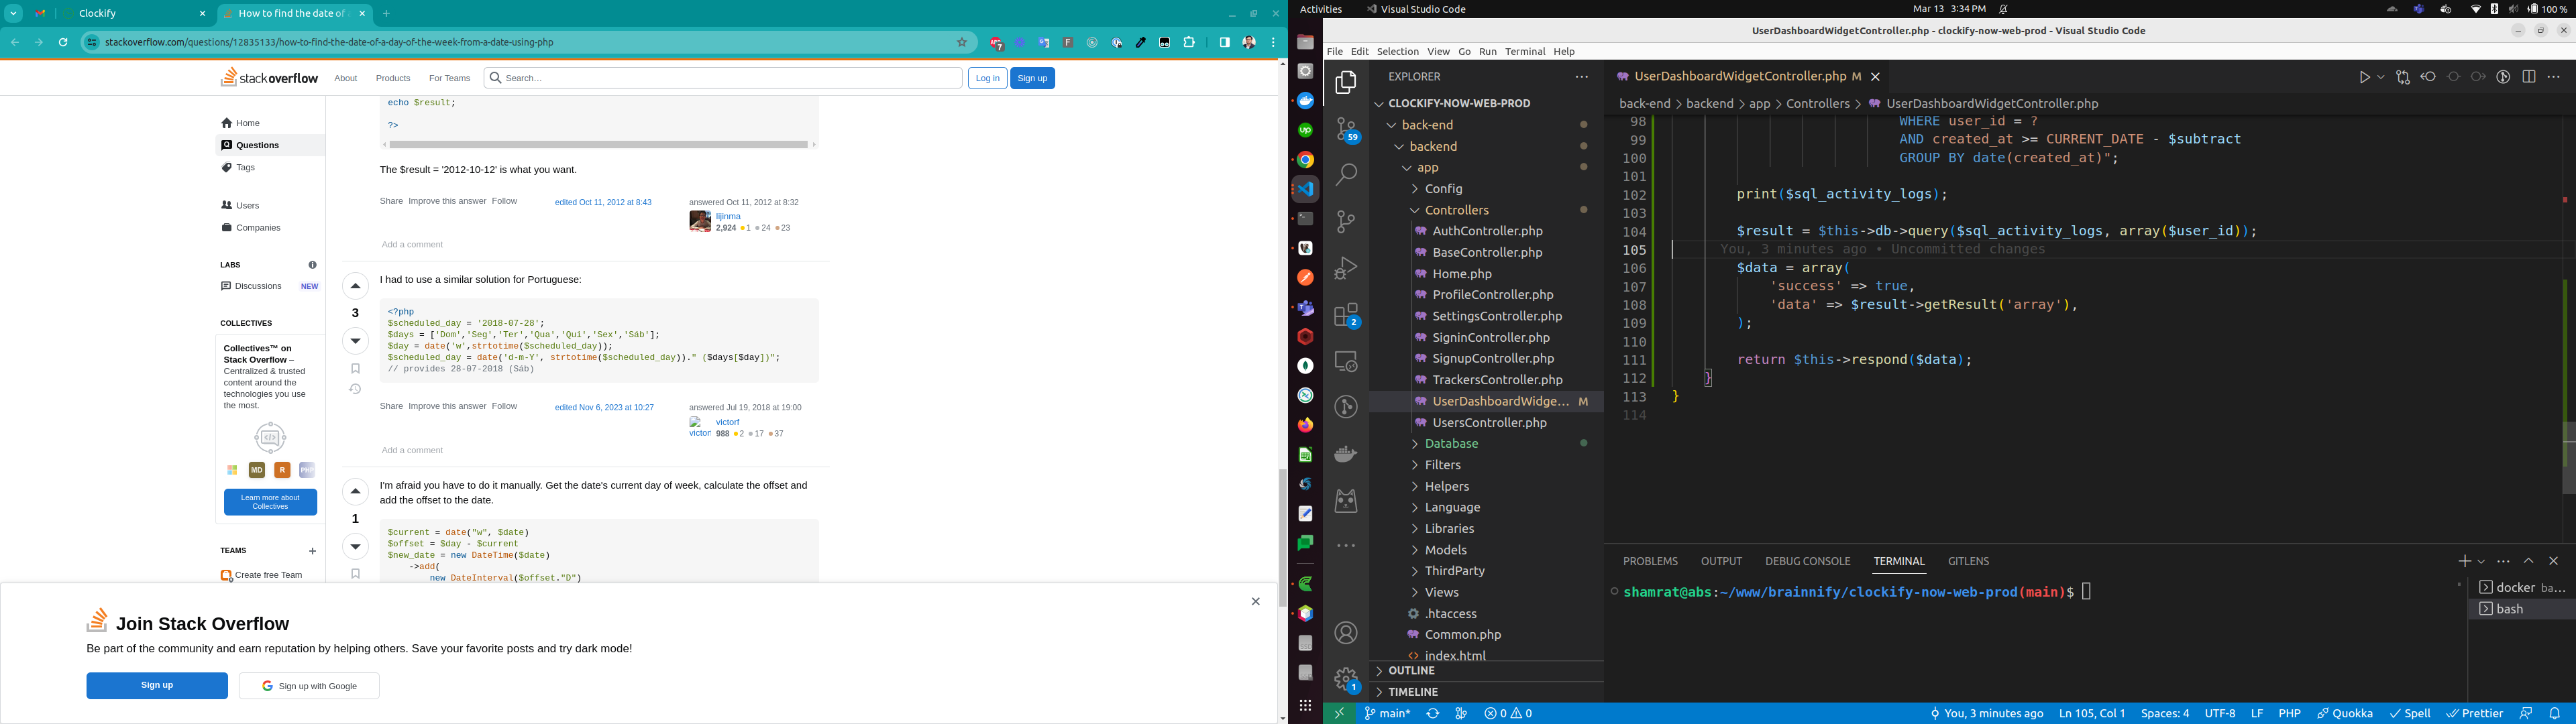 Clockify
How to find the date of a
stackoverflow.com/questions/12835133/how-to-find-the-date-of-a-day-of-the-week-from-a-date-using-php
7
stackoverflow
About
Products
For Teams
Search…
Log in
Sign up
Home
Questions
Tags
Users
Companies
LABS
Discussions
NEW
COLLECTIVES
Collectives™ on
Stack Overflow –
Centralized & trusted
content around the
technologies you use
the most.
MD
R
PHP
Learn more about
Collectives
TEAMS
Create free Team
echo $result;
?>
The $result = '2012-10-12' is what you want.
Share Improve this answer Follow
edited Oct 11, 2012 at 8:43
answered Oct 11, 2012 at 8:32
lijinma
2,924 1 24 23
Add a comment
3
I had to use a similar solution for Portuguese:
<?php
$scheduled_day = '2018-07-28';
$days = ['Dom','Seg','Ter','Qua','Qui','Sex','Sáb'];
$day = date('w',strtotime($scheduled_day));
$scheduled_day = date('d-m-Y', strtotime($scheduled_day))." ($days[$day])";
// provides 28-07-2018 (Sáb)
Share Improve this answer Follow
edited Nov 6, 2023 at 10:27
answered Jul 19, 2018 at 19:00
victor
victorf
988 2 17 37
Add a comment
1
I'm afraid you have to do it manually. Get the date's current day of week, calculate the offset and
add the offset to the date.
$current = date("w", $date)
$offset = $day - $current
$new_date = new DateTime($date)
->add(
new DateInterval($offset."D")
Join Stack Overflow
Be part of the community and earn reputation by helping others. Save your favorite posts and try dark mode!
Sign up
Sign up with Google
Activities
Visual Studio Code
Mar 13 3:34 PM
100 %
UserDashboardWidgetController.php - clockify-now-web-prod - Visual Studio Code
File Edit Selection View Go Run Terminal Help
59
2
1
EXPLORER
CLOCKIFY-NOW-WEB-PROD
back-end
backend
app
Config
Controllers
AuthController.php
BaseController.php
Home.php
ProfileController.php
SettingsController.php
SigninController.php
SignupController.php
TrackersController.php
UserDashboardWidge... M
UsersController.php
Database
Filters
Helpers
Language
Libraries
Models
ThirdParty
Views
.htaccess
Common.php
index.html
OUTLINE
TIMELINE
UserDashboardWidgetController.php M
back-end > backend > app > Controllers > UserDashboardWidgetController.php
98 WHERE user_id = ?
99 AND created_at >= CURRENT_DATE - $subtract
100 GROUP BY date(created_at)";
101
102 print($sql_activity_logs);
103
104 $result = $this->db->query($sql_activity_logs, array($user_id));
105 You, 3 minutes ago • Uncommitted changes
106 $data = array(
107 'success' => true,
108 'data' => $result->getResult('array'),
109 );
110
111 return $this->respond($data);
112 }
113 }
114
PROBLEMS OUTPUT DEBUG CONSOLE TERMINAL GITLENS
shamrat@abs:~/www/brainnify/clockify-now-web-prod(main)$
docker ba...
bash
main*
0 0
You, 3 minutes ago
Ln 105, Col 1
Spaces: 4
UTF-8
LF
PHP
Quokka
Spell
Prettier